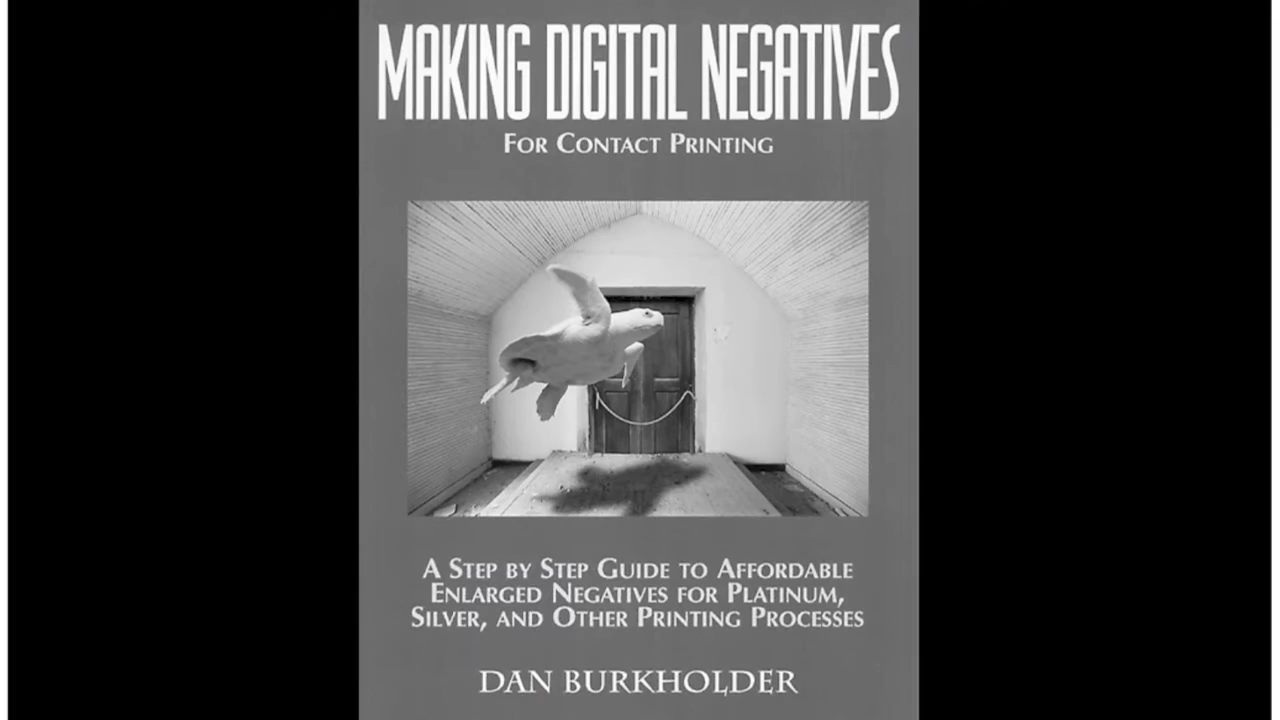 MAKING DIGITAL NEGATIVES
FOR CONTACT PRINTING
A STEP BY STEP GUIDE TO AFFORDABLE
ENLARGED NEGATIVES FOR PLATINUM,
SILVER, AND OTHER PRINTING PROCESSES
DAN BURKHOLDER